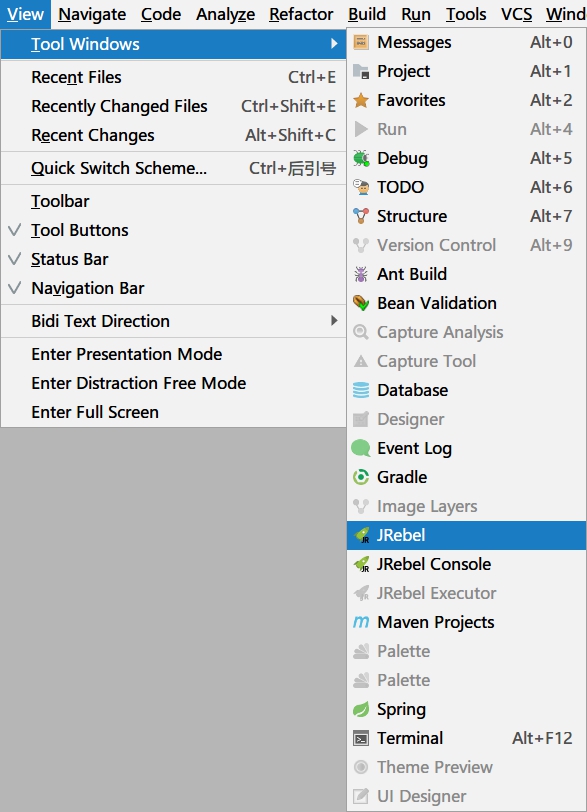 View Navigate Code Analyze Refactor Build Run Tools VCS Wind
Tool Windows
Recent Files Ctrl+E
Recently Changed Files Ctrl+Shift+E
Recent Changes Alt+Shift+C
Quick Switch Scheme... Ctrl+后引号
Toolbar
Tool Buttons
Status Bar
Navigation Bar
Bidi Text Direction
Enter Presentation Mode
Enter Distraction Free Mode
Enter Full Screen
Messages Alt+0
Project Alt+1
Favorites Alt+2
Run Alt+4
Debug Alt+5
TODO Alt+6
Structure Alt+7
Version Control Alt+9
Ant Build
Bean Validation
Capture Analysis
Capture Tool
Database
Designer
Event Log
Gradle
Image Layers
JRebel
JRebel Console
JRebel Executor
Maven Projects
Palette
Palette
Spring
Terminal Alt+F12
Theme Preview
UI Designer